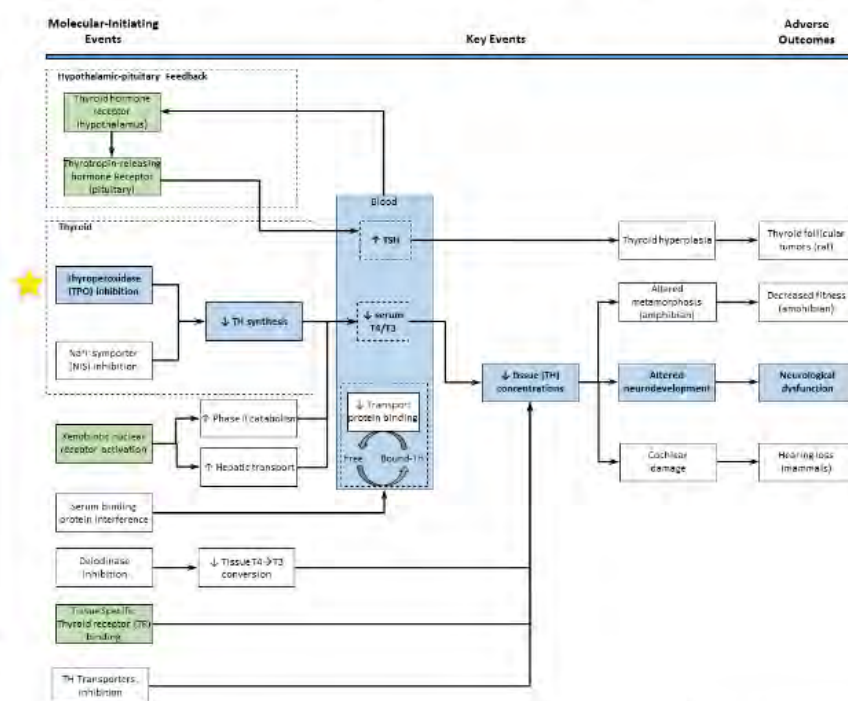 Molecular-Initiating
Events
Key Events
Adverse
Outcomes
Hypothalamic-pituitary Feedback
Thyroid hormone
receptor
(hypothalamus)
Thyrotropin-releasing
hormone Receptor
(pituitary)
Blood
Thyroid
↑ TSH
Thyroid hyperplasia
Thyroid follicular
tumors (rat)
Thyroperoxidase
(TPO) inhibition
↓ TH synthesis
↓ serum
T4/T3
Altered
metamorphosis
(amphibian)
Decreased fitness
(amphibian)
Na+I- symporter
(NIS) inhibition
↓ tissue (TH)
concentrations
Altered
neurodevelopment
Neurological
dysfunction
↓ Transport
protein binding
Free
Bound-TH
Xenobiotic nuclear
receptor activation
↑ Phase II catabolism
↑ Hepatic transport
Cochlear
damage
Hearing loss
(mammals)
Serum binding
protein interference
Deiodinase
inhibition
↓ Tissue T4→T3
conversion
Tissue Specific
Thyroid receptor (TR)
binding
TH Transporters
inhibition